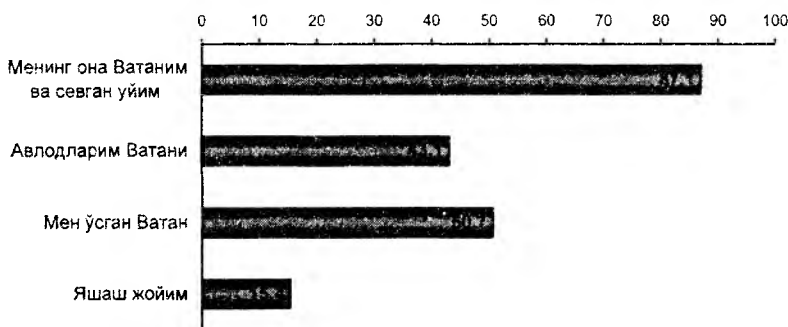 0 10 20 30 40 50 60 70 80 90 100
Менинг она Ватаним
ва севган уйим
Авлодларим Ватани
Мен ўсган Ватан
Яшаш жойим